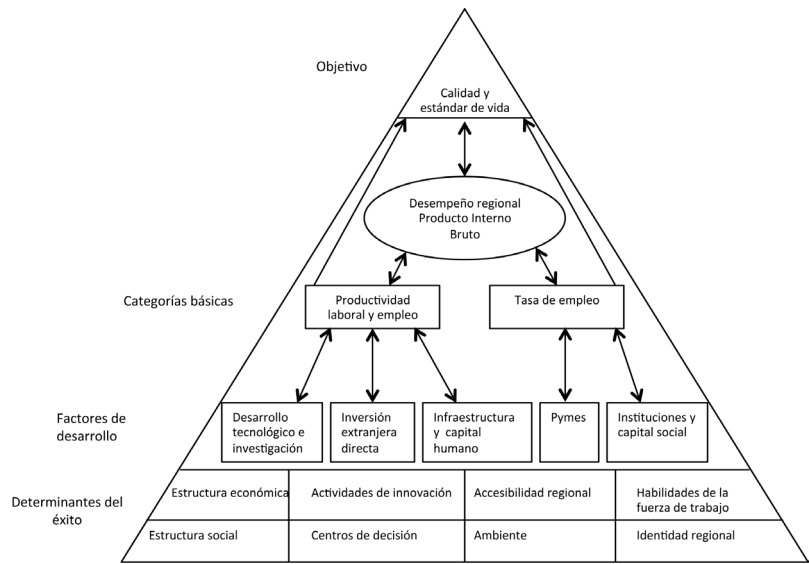 Objetivo
Calidad y
estándar de vida
Desempeño regional
Producto Interno
Bruto
Categorías básicas
Productividad
laboral y empleo
Tasa de empleo
Factores de
desarrollo
Desarrollo
tecnológico e
investigación
Inversión
extranjera
directa
Infraestructura
y capital
humano
Pymes
Instituciones y
capital social
Determinantes del
éxito
Estructura económica
Actividades de innovación
Accesibilidad regional
Habilidades de la
fuerza de trabajo
Estructura social
Centros de decisión
Ambiente
Identidad regional